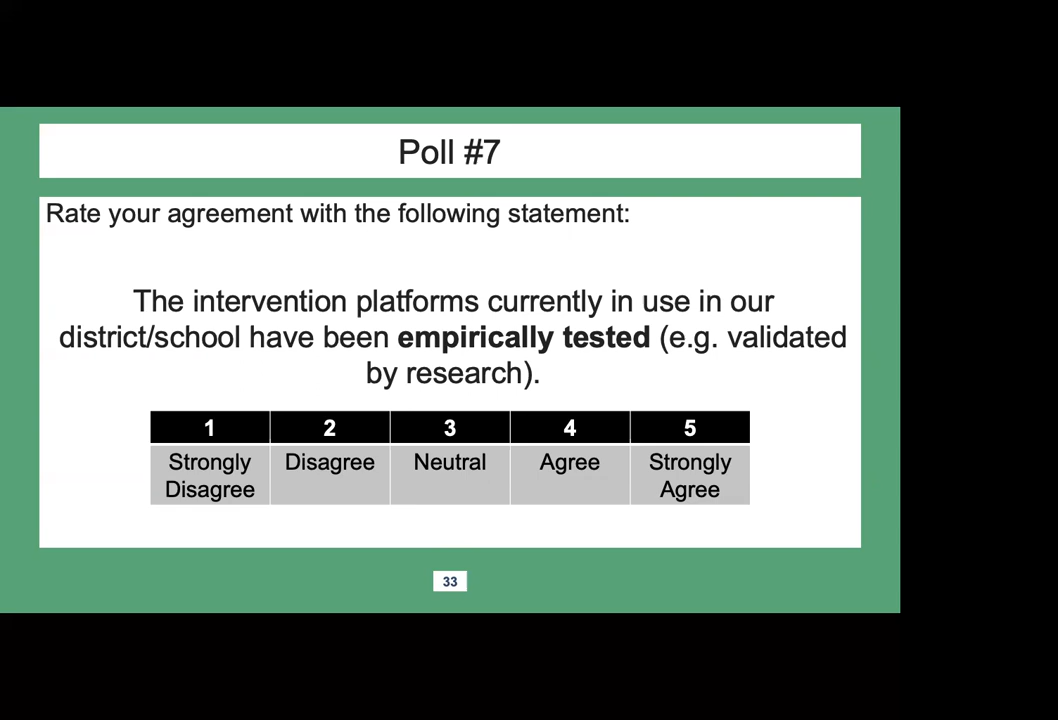 Poll #7
Rate your agreement with the following statement:
The intervention platforms currently in use in our
district/school have been empirically tested (e.g. validated
by research).
1 2 3 4 5
Strongly Disagree Neutral Agree Strongly
Disagree Agree
33